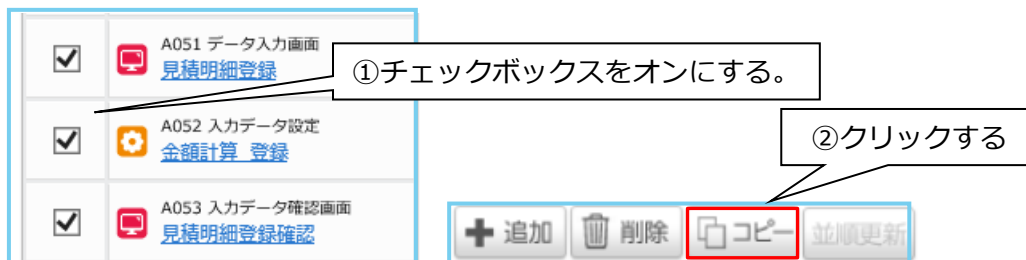 A051 データ入力画面
見積明細登録
①チェックボックスをオンにする。
A052 入力データ設定
金額計算 登録
②クリックする
A053 入力データ確認画面
見積明細登録確認
追加 削除 コピー 並順更新